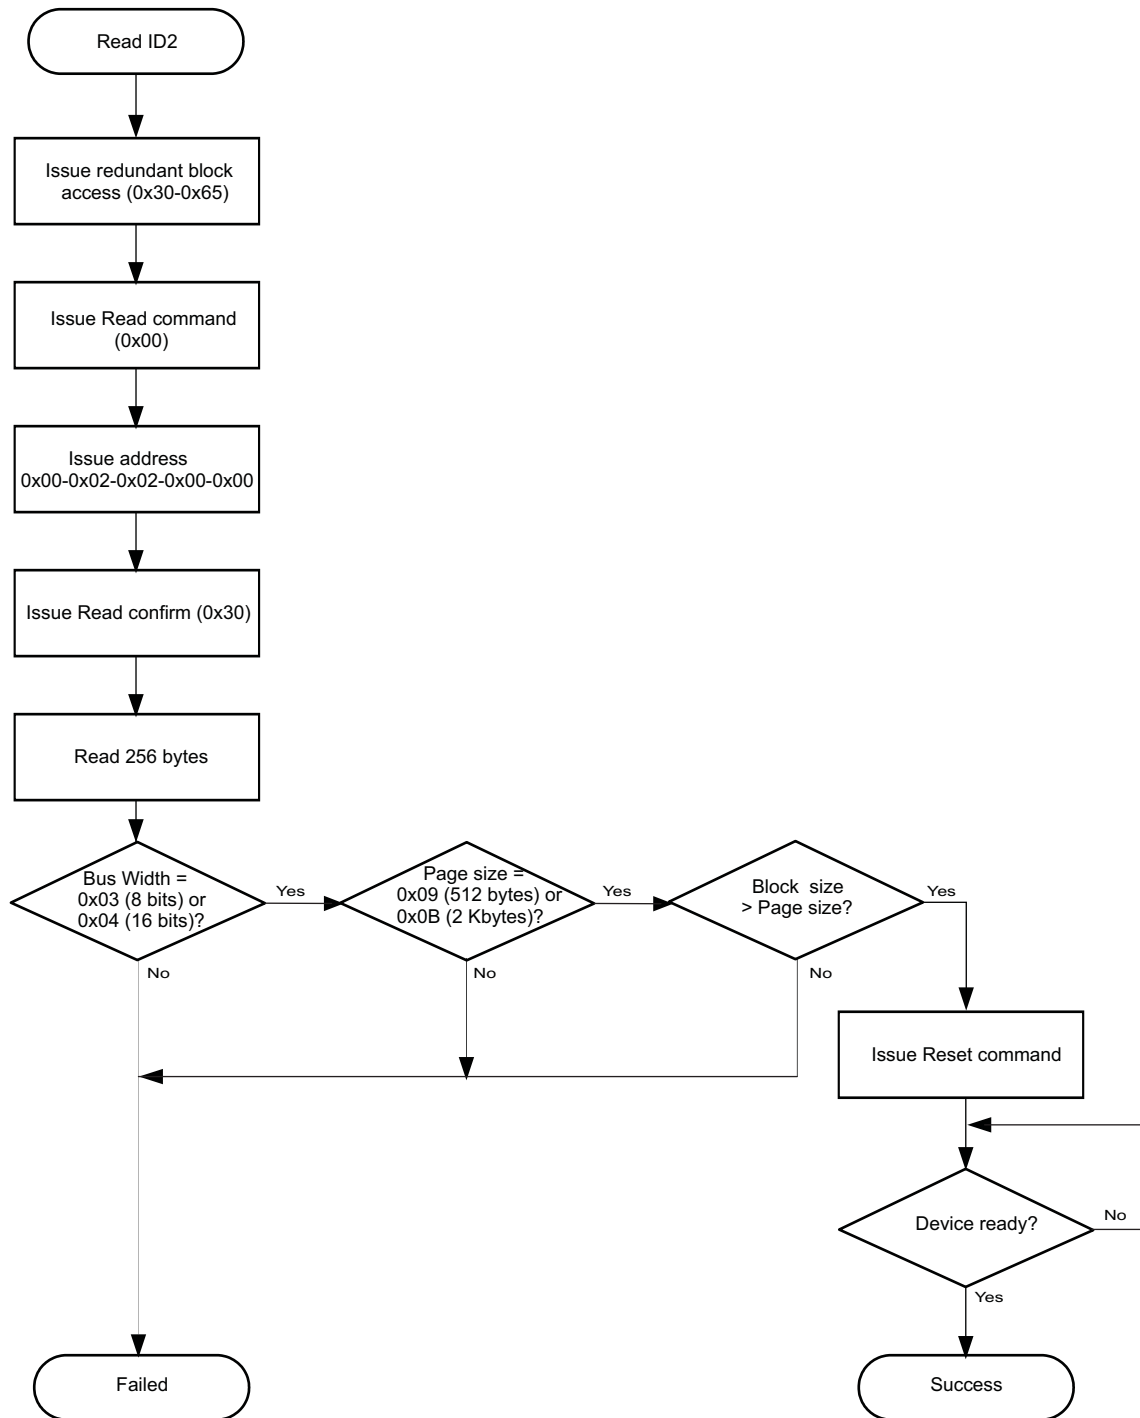 Read ID2
Issue redundant block
access (0x30-0x65)
Issue Read command
(0x00)
Issue address
0x00-0x02-0x02-0x00-0x00
Issue Read confirm (0x30)
Read 256 bytes
Bus Width =
0x03 (8 bits) or
0x04 (16 bits)?
Yes
No
Page size =
0x09 (512 bytes) or
0x0B (2 Kbytes)?
Yes
No
Block size
> Page size?
Yes
No
Issue Reset command
Device ready?
No
Yes
Failed
Success